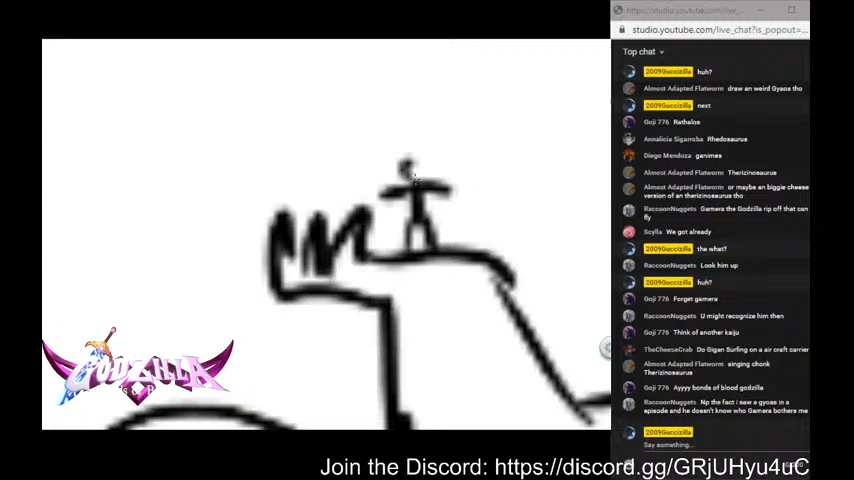 https://studio.youtube.com/live_...
studio.youtube.com/live_chat?is_popout=...
Top chat
2009Guccizilla huh?
Almost Adapted Flatworm draw an weird Gyaos tho
2009Guccizilla next
Goji 776 Rathalos
Annalicia Sigarroba Rhedosaurus
Diego Mendoza ganimes
Almost Adapted Flatworm Therizinosaurus
Almost Adapted Flatworm or maybe an biggie cheese
version of an therizinosaurus tho
RaccoonNuggets Gamera the Godzilla rip off that can
fly
Scylla We got already
2009Guccizilla the what?
RaccoonNuggets Look him up
2009Guccizilla huh?
Goji 776 Forget gamera
RaccoonNuggets U might recognize him then
Goji 776 Think of another kaiju
TheCheeseCrab Do Gigan Surfing on a air craft carrier
Almost Adapted Flatworm singing chonk
Therizinosaurus
Goji 776 Ayyyy bonds of blood godzilla
RaccoonNuggets Np the fact i saw a gyaos in a
episode and he doesn't know who Gamera bothers me
2009Guccizilla
Say something...
GODZILLA
Join the Discord: https://discord.gg/GRjUHyu4uC